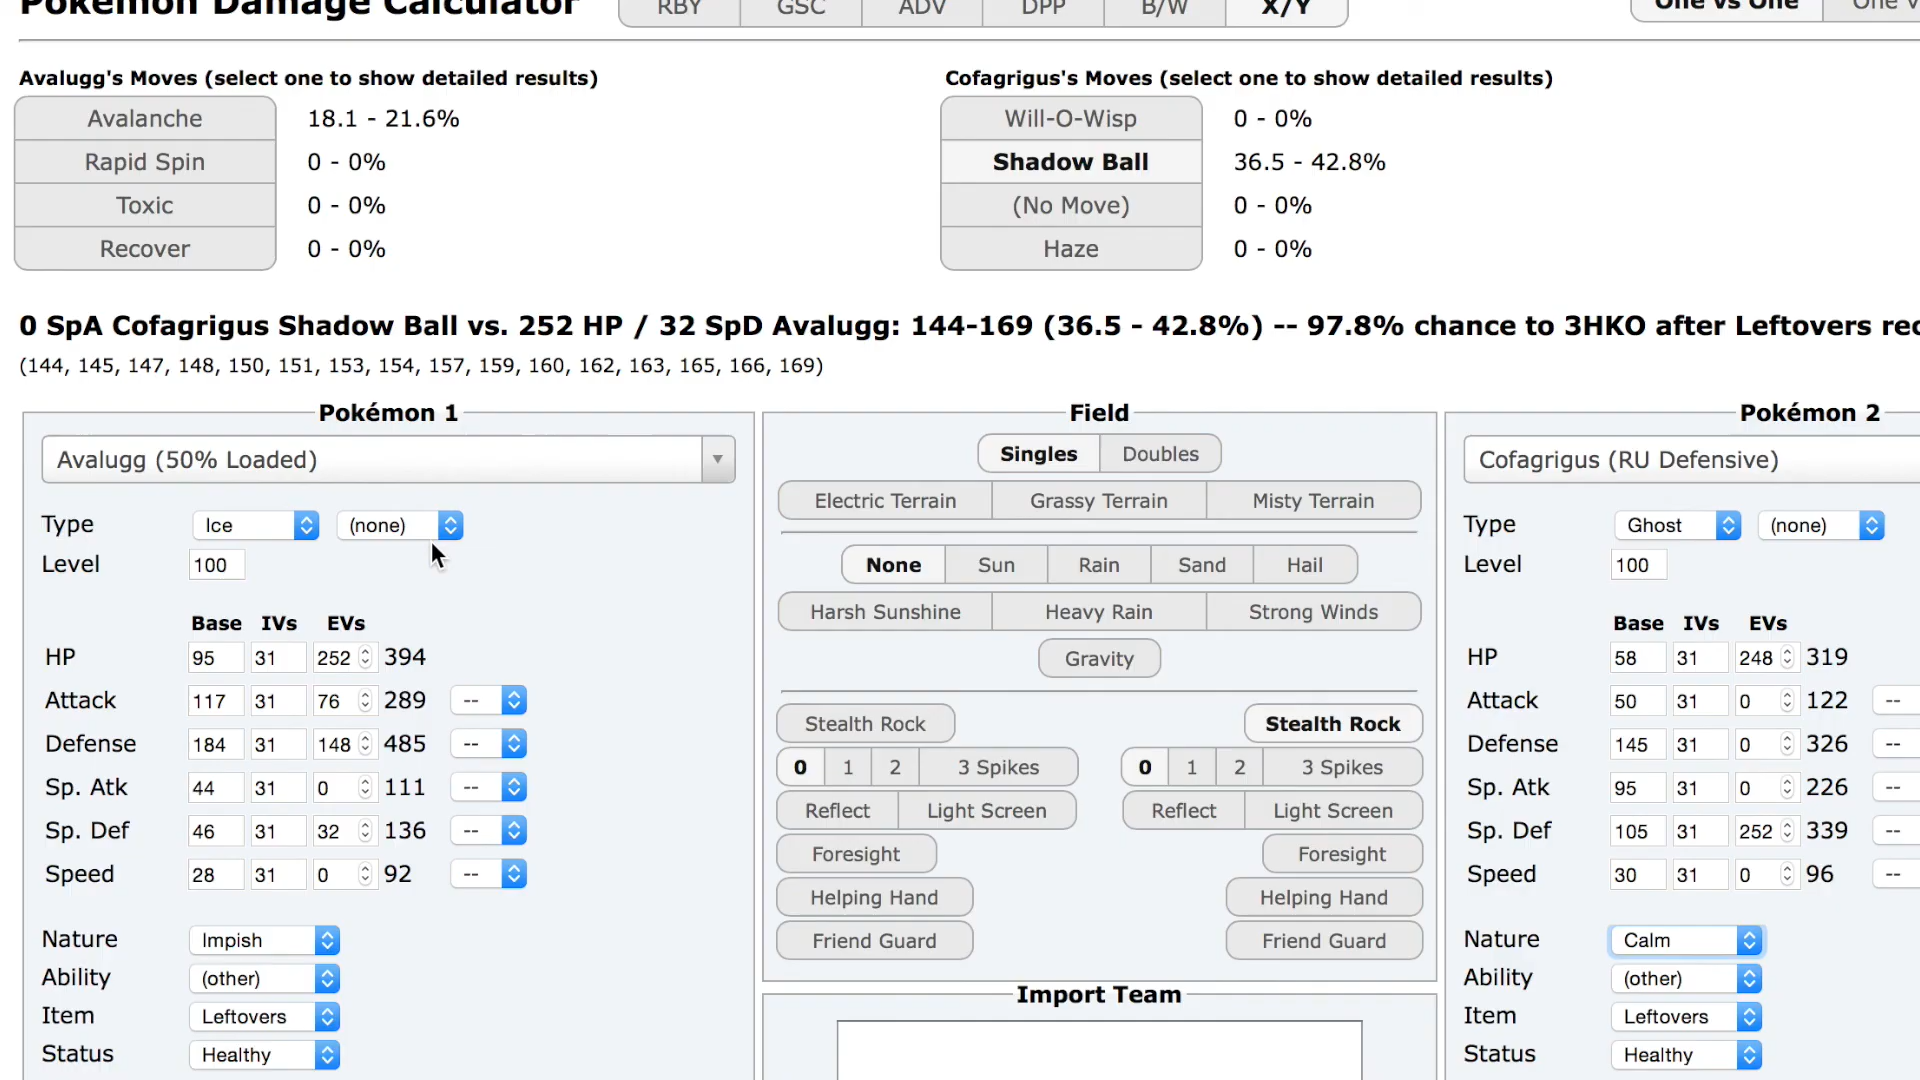 Pokémon Damage Calculator RBY GSC ADV DPP B/W X/Y One vs One One v
Avalugg's Moves (select one to show detailed results)
Avalanche 18.1 - 21.6%
Rapid Spin 0 - 0%
Toxic 0 - 0%
Recover 0 - 0%
Cofagrigus's Moves (select one to show detailed results)
Will-O-Wisp 0 - 0%
Shadow Ball 36.5 - 42.8%
(No Move) 0 - 0%
Haze 0 - 0%
0 SpA Cofagrigus Shadow Ball vs. 252 HP / 32 SpD Avalugg: 144-169 (36.5 - 42.8%) -- 97.8% chance to 3HKO after Leftovers rec
(144, 145, 147, 148, 150, 151, 153, 154, 157, 159, 160, 162, 163, 165, 166, 169)
Pokémon 1
Avalugg (50% Loaded)
Type Ice (none)
Level 100
Base IVs EVs
HP 95 31 252 394
Attack 117 31 76 289 --
Defense 184 31 148 485 --
Sp. Atk 44 31 0 111 --
Sp. Def 46 31 32 136 --
Speed 28 31 0 92 --
Nature Impish
Ability (other)
Item Leftovers
Status Healthy
Field
Singles Doubles
Electric Terrain Grassy Terrain Misty Terrain
None Sun Rain Sand Hail
Harsh Sunshine Heavy Rain Strong Winds
Gravity
Stealth Rock Stealth Rock
0 1 2 3 Spikes 0 1 2 3 Spikes
Reflect Light Screen Reflect Light Screen
Foresight Foresight
Helping Hand Helping Hand
Friend Guard Friend Guard
Import Team
Pokémon 2
Cofagrigus (RU Defensive)
Type Ghost (none)
Level 100
Base IVs EVs
HP 58 31 248 319
Attack 50 31 0 122 --
Defense 145 31 0 326 --
Sp. Atk 95 31 0 226 --
Sp. Def 105 31 252 339 --
Speed 30 31 0 96 --
Nature Calm
Ability (other)
Item Leftovers
Status Healthy